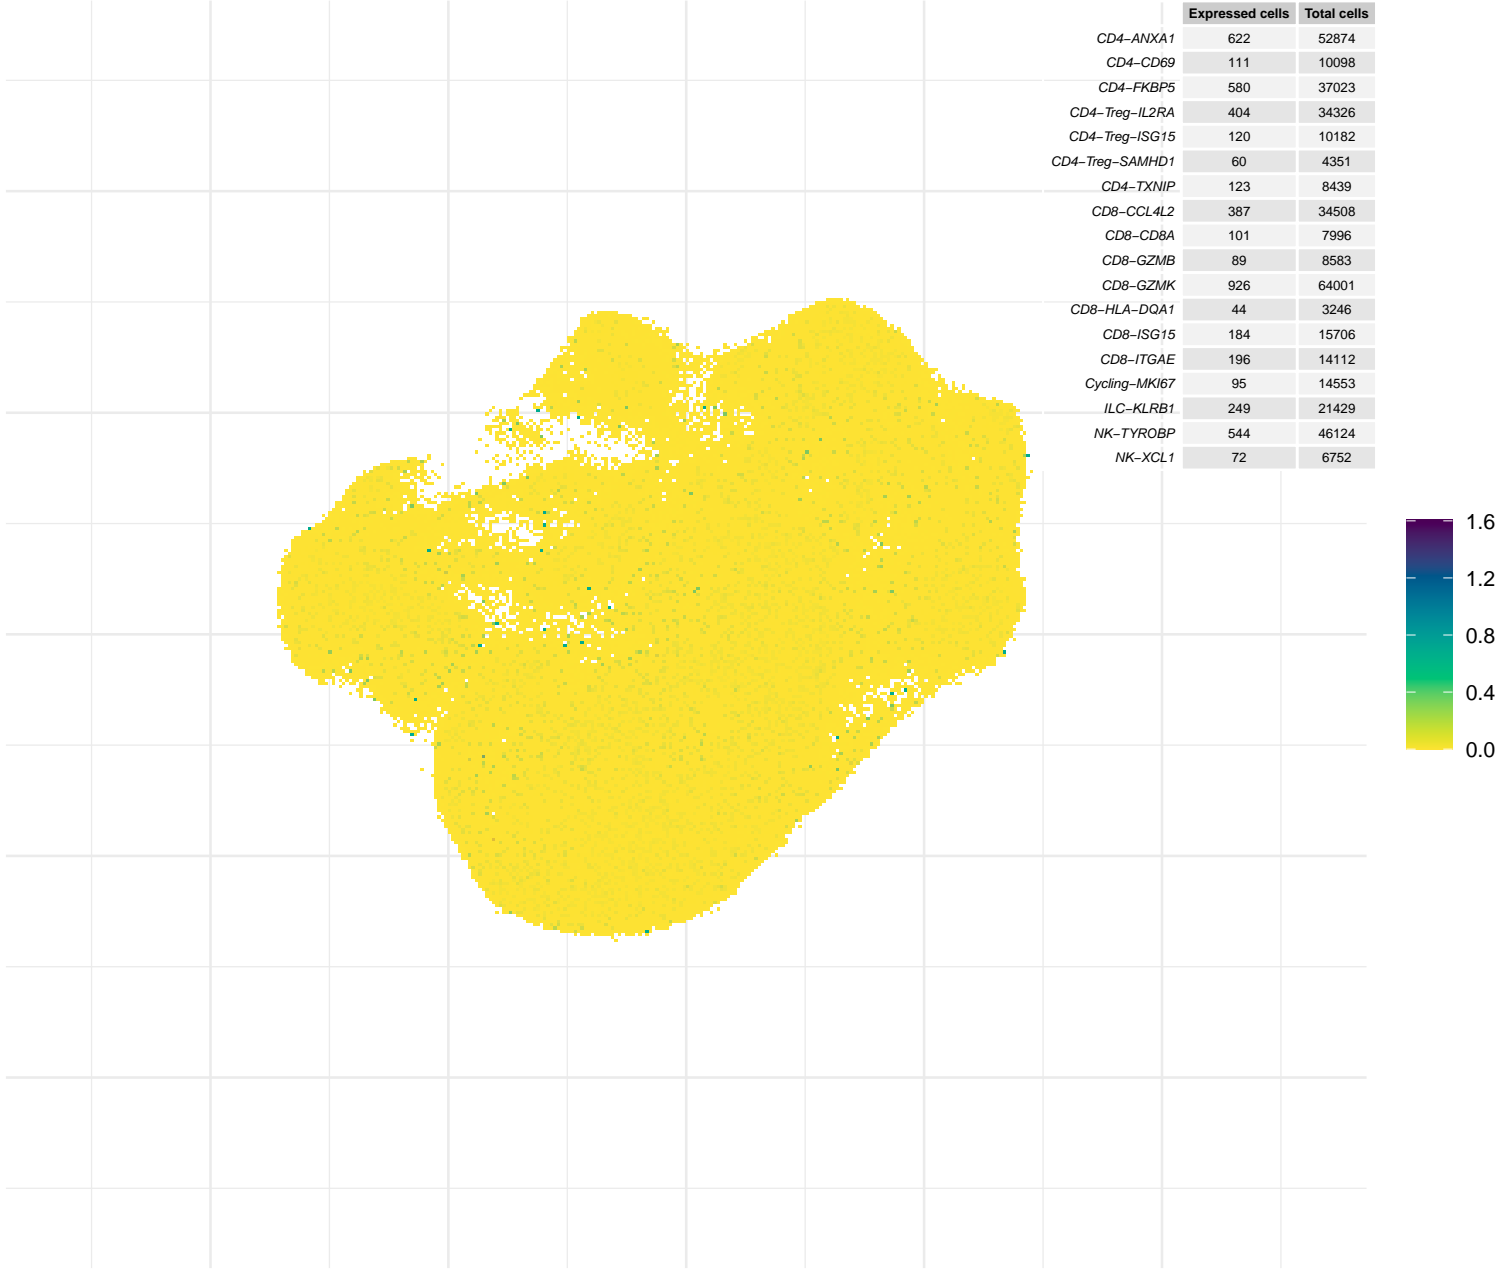 Expressed cells Total cells
CD4−ANXA1 622 52874
CD4−CD69 111 10098
CD4−FKBP5 580 37023
CD4−Treg−IL2RA 404 34326
CD4−Treg−ISG15 120 10182
CD4−Treg−SAMHD1 60 4351
CD4−TXNIP 123 8439
CD8−CCL4L2 387 34508
CD8−CD8A 101 7996
CD8−GZMB 89 8583
CD8−GZMK 926 64001
CD8−HLA−DQA1 44 3246
CD8−ISG15 184 15706
CD8−ITGAE 196 14112
Cycling−MKI67 95 14553
ILC−KLRB1 249 21429
NK−TYROBP 544 46124
NK−XCL1 72 6752
1.6
1.2
0.8
0.4
0.0